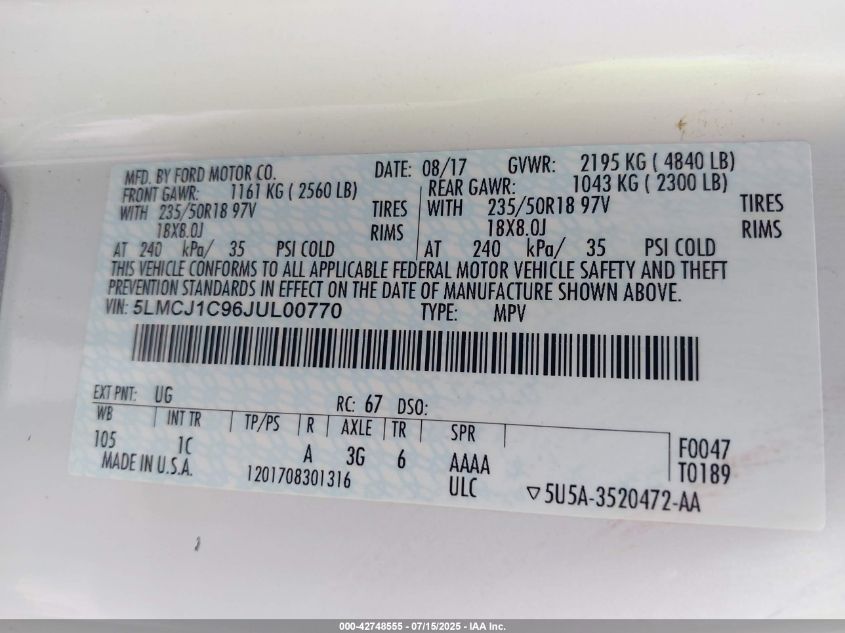 MFD. BY FORD MOTOR CO. DATE: 08/17 GVWR: 2195 KG ( 4840 LB)
FRONT GAWR: 1161 KG ( 2560 LB) REAR GAWR: 1043 KG ( 2300 LB)
WITH 235/50R18 97V TIRES WITH 235/50R18 97V TIRES
18X8.0J RIMS 18X8.0J RIMS
AT 240 kPa/ 35 PSI COLD AT 240 kPa/ 35 PSI COLD
THIS VEHICLE CONFORMS TO ALL APPLICABLE FEDERAL MOTOR VEHICLE SAFETY AND THEFT
PREVENTION STANDARDS IN EFFECT ON THE DATE OF MANUFACTURE SHOWN ABOVE.
VIN: 5LMCJ1C96JUL00770 TYPE: MPV
EXT PNT: UG RC: 67 DSO:
WB INT TR TP/PS R AXLE TR SPR
105 1C A 3G 6 AAAA F0047
MADE IN U.S.A. 1201708301316 ULC T0189
▽5U5A-3520472-AA
000-42748555 - 07/15/2025 - IAA Inc.